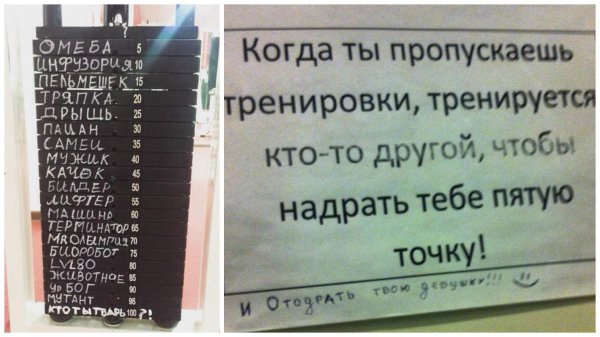 ?
ОМЕБА 5
ИНФУЗОРИЯ 10
ПЕЛЬМЕШЕК 15
ТРЯПКА 20
ДРЫЩЬ 25
ПАЦАН 30
САМЕЦ 35
МУЖИК 40
КАЧОК 45
БИЛДЕР 50
ЛИФТЕР 55
МАШИНА 60
ТЕРМИНАТОР 65
MR ОЛИМПИЯ 70
БИОРОБОТ 75
LVL80 80
ЖИВОТНОЕ 85
БОГ 90
МУТАНТ 95
КТО ТЫ ТВАРЬ 100 ?!
Когда ты пропускаешь
тренировки, тренируется
кто-то другой, чтобы
надрать тебе пятую
точку!
и Отодрать твою девушку!!!